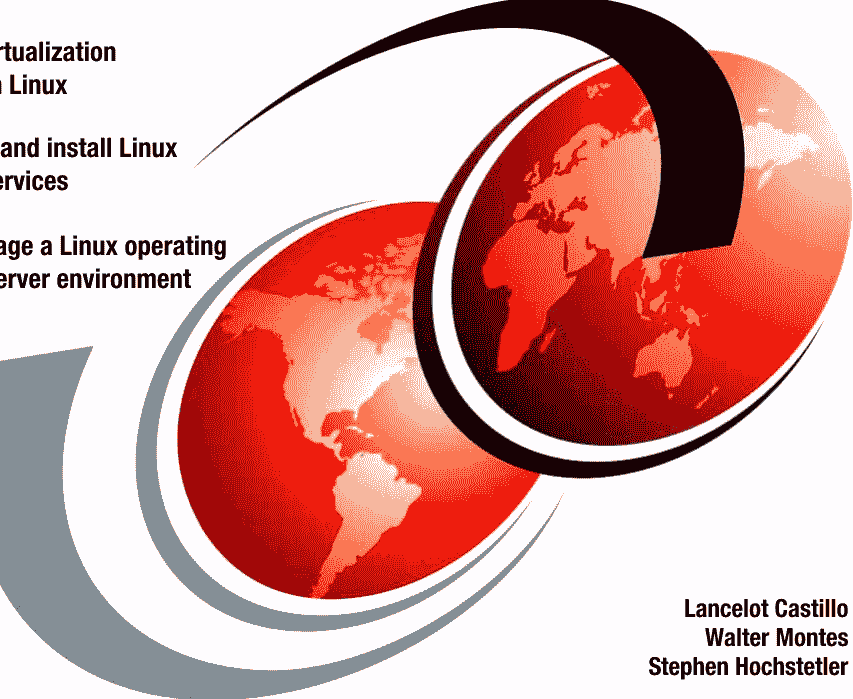 rtualization
Linux
and install Linux
ervices
age a Linux operating
erver environment
Lancelot Castillo
Walter Montes
Stephen Hochstetler